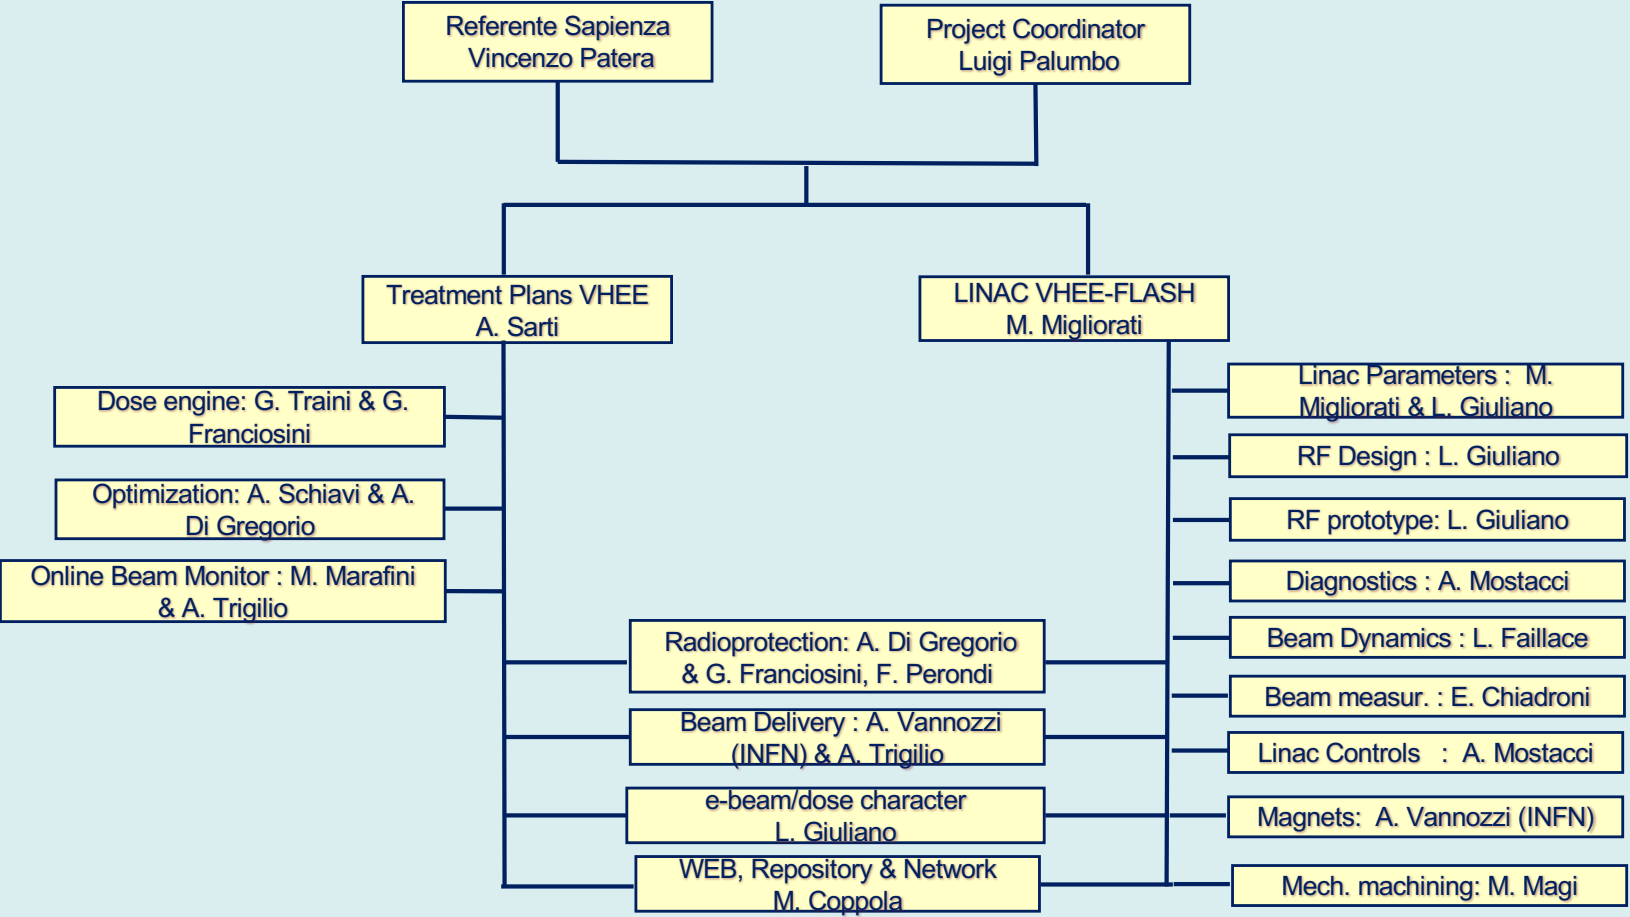 Referente Sapienza
Vincenzo Patera
Project Coordinator
Luigi Palumbo
Treatment Plans VHEE
A. Sarti
LINAC VHEE-FLASH
M. Migliorati
Dose engine: G. Traini & G.
Franciosini
Optimization: A. Schiavi & A.
Di Gregorio
Online Beam Monitor : M. Marafini
& A. Trigilio
Radioprotection: A. Di Gregorio
& G. Franciosini, F. Perondi
Beam Delivery : A. Vannozzi
(INFN) & A. Trigilio
e-beam/dose character
L. Giuliano
WEB, Repository & Network
M. Coppola
Linac Parameters : M.
Migliorati & L. Giuliano
RF Design : L. Giuliano
RF prototype: L. Giuliano
Diagnostics : A. Mostacci
Beam Dynamics : L. Faillace
Beam measur. : E. Chiadroni
Linac Controls : A. Mostacci
Magnets: A. Vannozzi (INFN)
Mech. machining: M. Magi